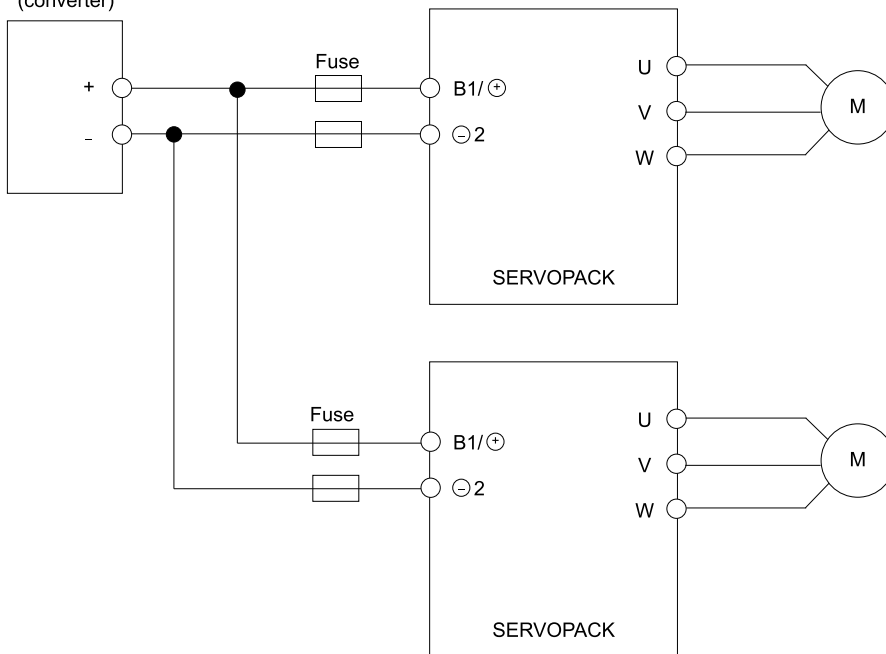 (converter)
+
−
Fuse
B1/⊕
⊖2
U
V
W
M
SERVOPACK
Fuse
B1/⊕
⊖2
U
V
W
M
SERVOPACK